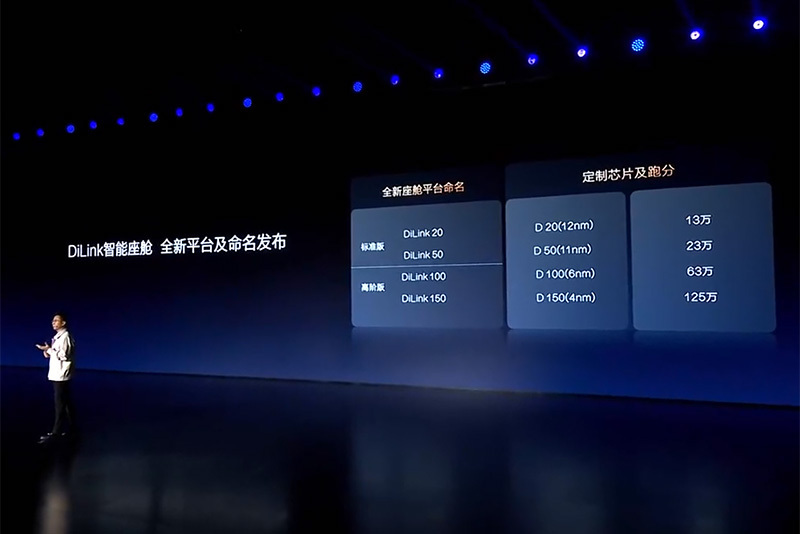 DiLink智能座舱 全新平台及命名发布
全新座舱平台命名
定制芯片及跑分
标准版
DiLink 20
DiLink 50
高阶版
DiLink 100
DiLink 150
D 20(12nm)
13万
D 50(11nm)
23万
D 100(6nm)
63万
D 150(4nm)
125万